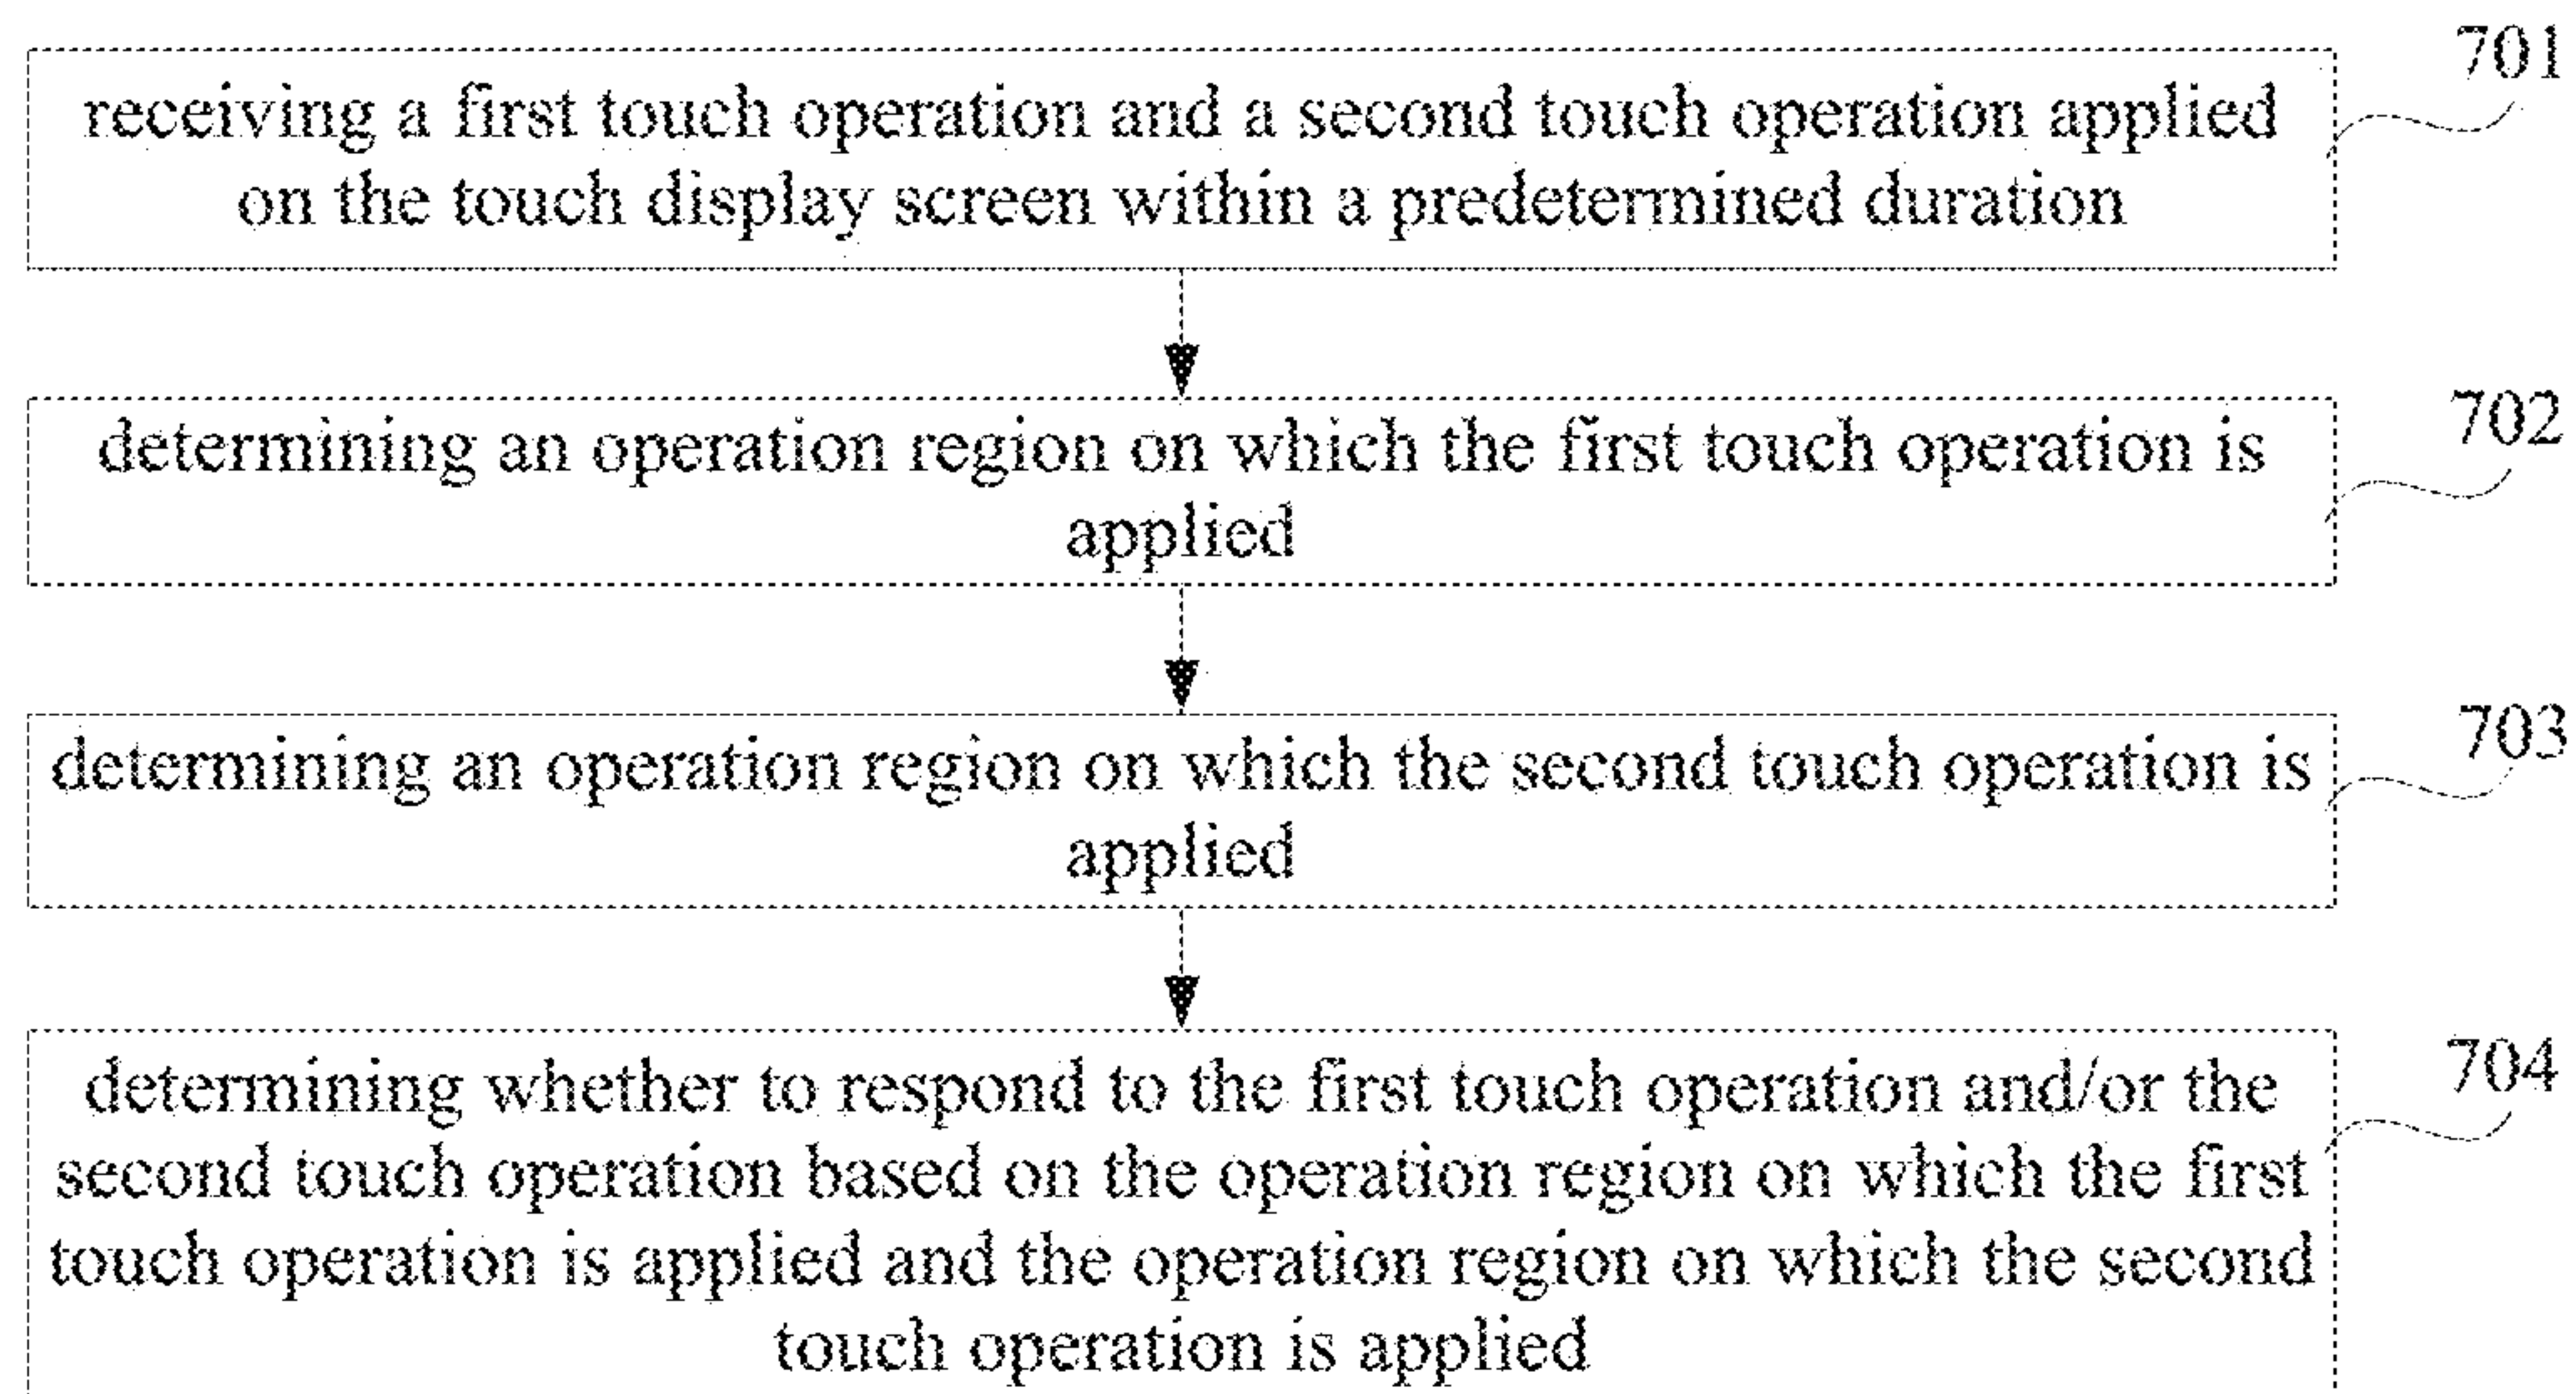 701
receiving a first touch operation and a second touch operation applied
on the touch display screen within a predetermined duration
702
determining an operation region on which the first touch operation is
applied
703
determining an operation region on which the second touch operation is
applied
704
determining whether to respond to the first touch operation and/or the
second touch operation based on the operation region on which the first
touch operation is applied and the operation region on which the second
touch operation is applied